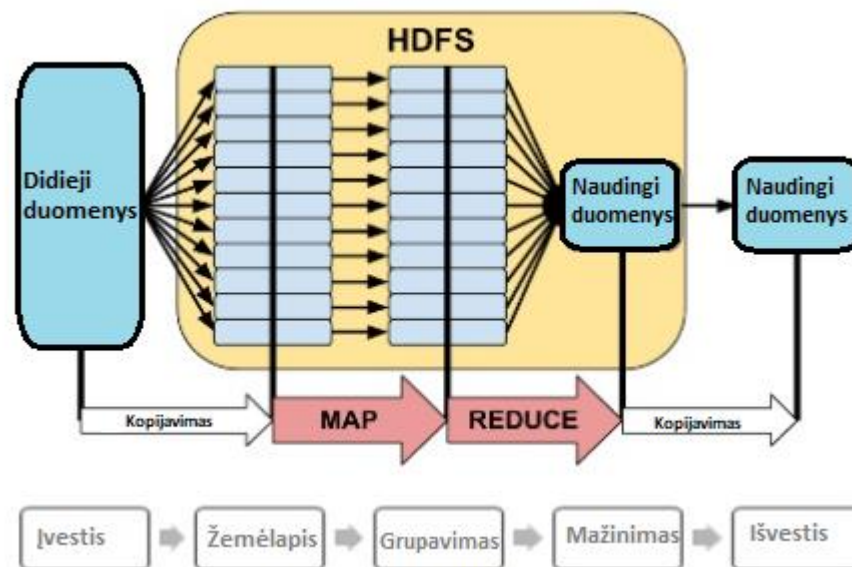 HDFS
Didieji
duomenys
Naudingi
duomenys
Naudingi
duomenys
Kopijavimas
MAP
REDUCE
Kopijavimas
Įvestis
Žemėlapis
Grupavimas
Mažinimas
Išvestis